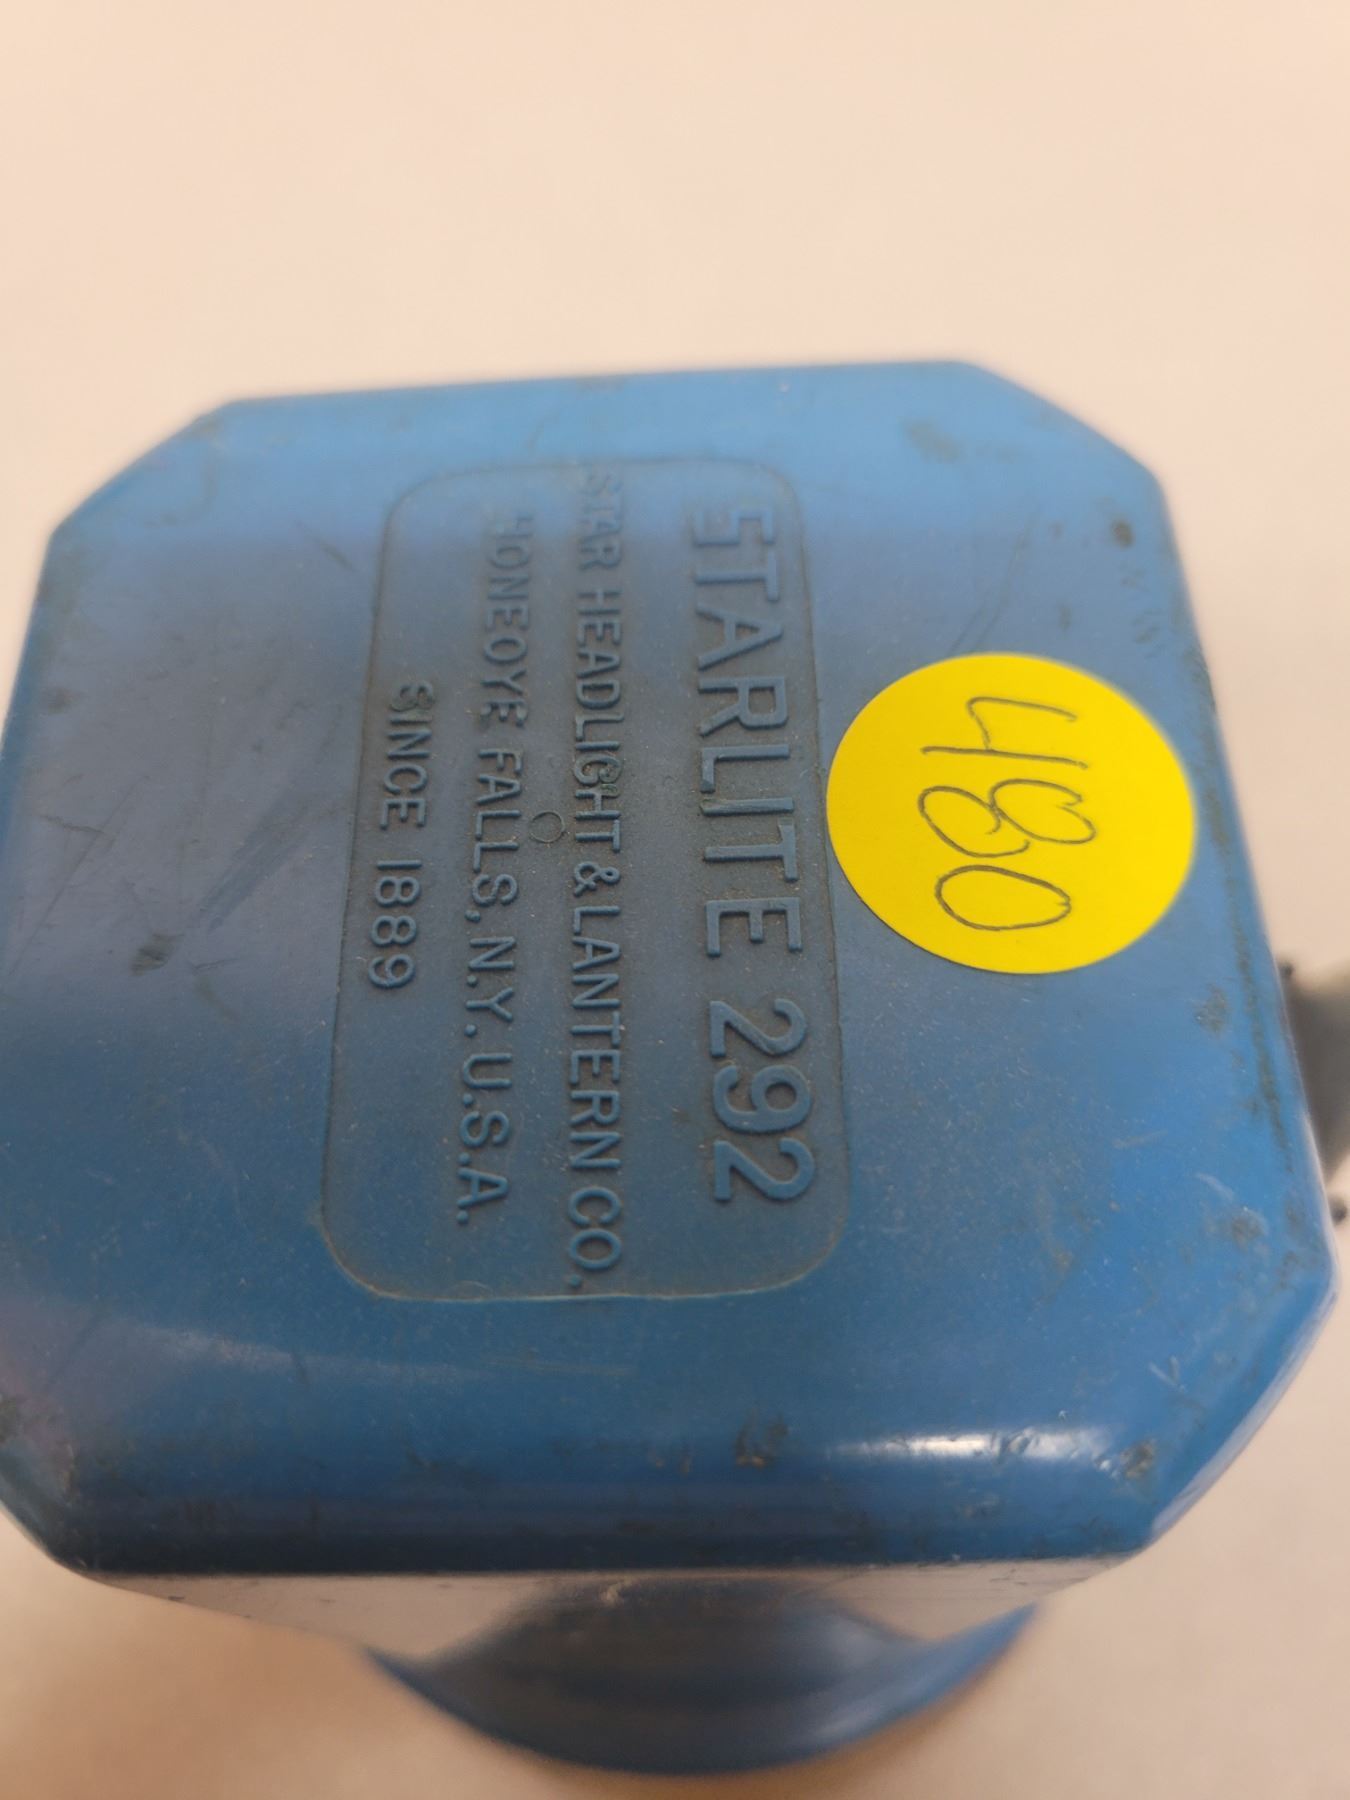 480
STARLITE 292
STAR HEADLIGHT & LANTERN CO.
HONEOYE FALLS, N.Y. U.S.A.
SINCE 1889